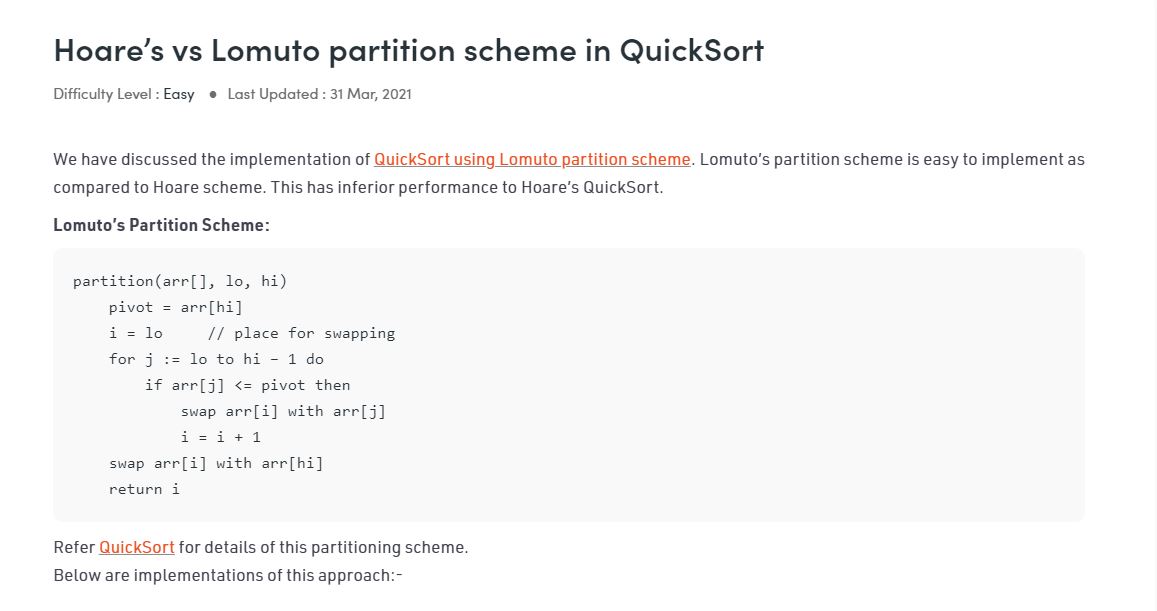 Hoare’s vs Lomuto partition scheme in QuickSort
Difficulty Level : Easy ● Last Updated : 31 Mar, 2021
We have discussed the implementation of QuickSort using Lomuto partition scheme. Lomuto’s partition scheme is easy to implement as
compared to Hoare scheme. This has inferior performance to Hoare’s QuickSort.
Lomuto’s Partition Scheme:
partition(arr[], lo, hi)
    pivot = arr[hi]
    i = lo     // place for swapping
    for j := lo to hi – 1 do
        if arr[j] <= pivot then
            swap arr[i] with arr[j]
            i = i + 1
    swap arr[i] with arr[hi]
    return i
Refer QuickSort for details of this partitioning scheme.
Below are implementations of this approach:-